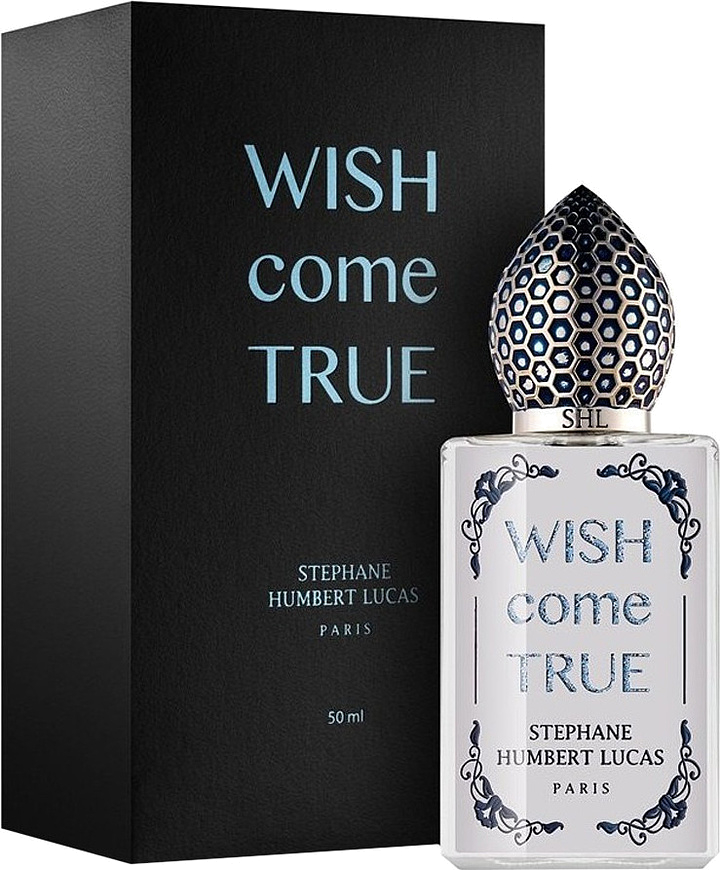 WISH
come
TRUE
STEPHANE
HUMBERT LUCAS
PARIS
50 ml
SHL
WISH
come
TRUE
STEPHANE
HUMBERT LUCAS
PARIS